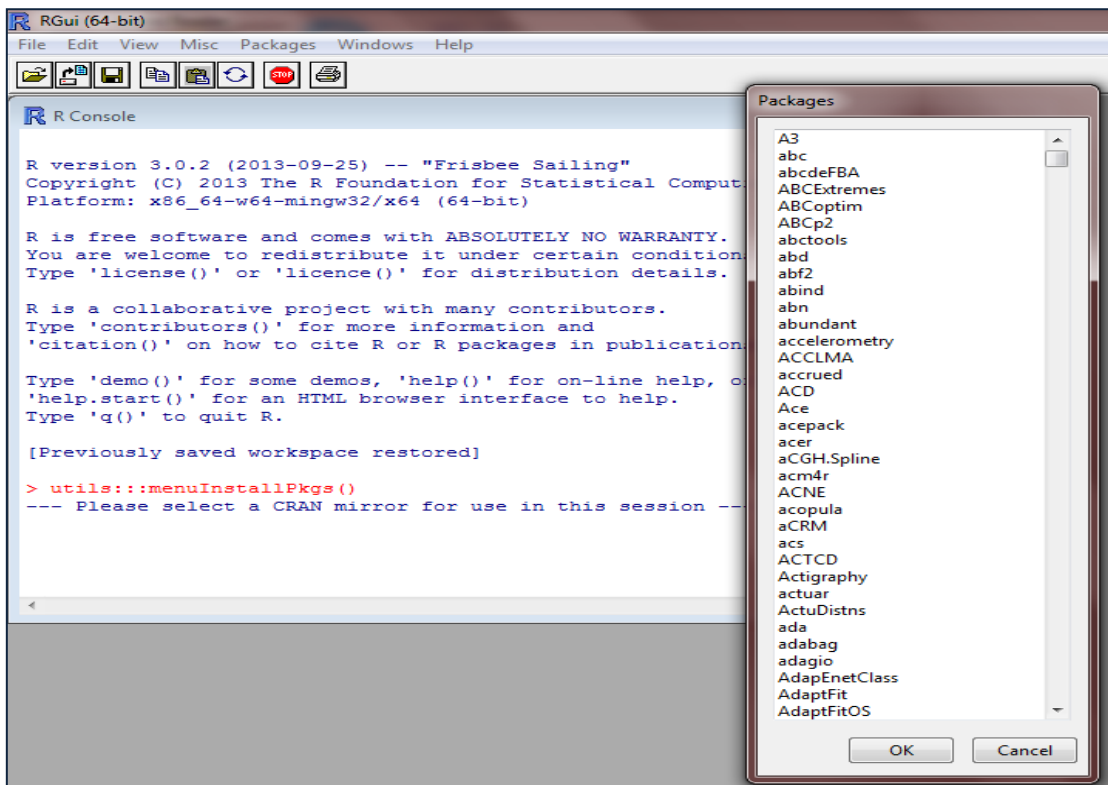 RGui (64-bit)
File Edit View Misc Packages Windows Help
STOP
R Console
R version 3.0.2 (2013-09-25) -- "Frisbee Sailing"
Copyright (C) 2013 The R Foundation for Statistical Comput
Platform: x86_64-w64-mingw32/x64 (64-bit)
R is free software and comes with ABSOLUTELY NO WARRANTY.
You are welcome to redistribute it under certain condition
Type 'license()' or 'licence()' for distribution details.
R is a collaborative project with many contributors.
Type 'contributors()' for more information and
'citation()' on how to cite R or R packages in publication
Type 'demo()' for some demos, 'help()' for on-line help, o
'help.start()' for an HTML browser interface to help.
Type 'q()' to quit R.
[Previously saved workspace restored]
> utils:::menuInstallPkgs()
--- Please select a CRAN mirror for use in this session ---
Packages
A3
abc
abcdeFBA
ABCExtremes
ABCoptim
ABCp2
abctools
abd
abf2
abind
abn
abundant
accelerometry
ACCLMA
accrued
ACD
Ace
acepack
acer
aCGH.Spline
acm4r
ACNE
acopula
aCRM
acs
ACTCD
Actigraphy
actuar
ActuDistns
ada
adabag
adagio
AdapEnetClass
AdaptFit
AdaptFitOS
OK Cancel